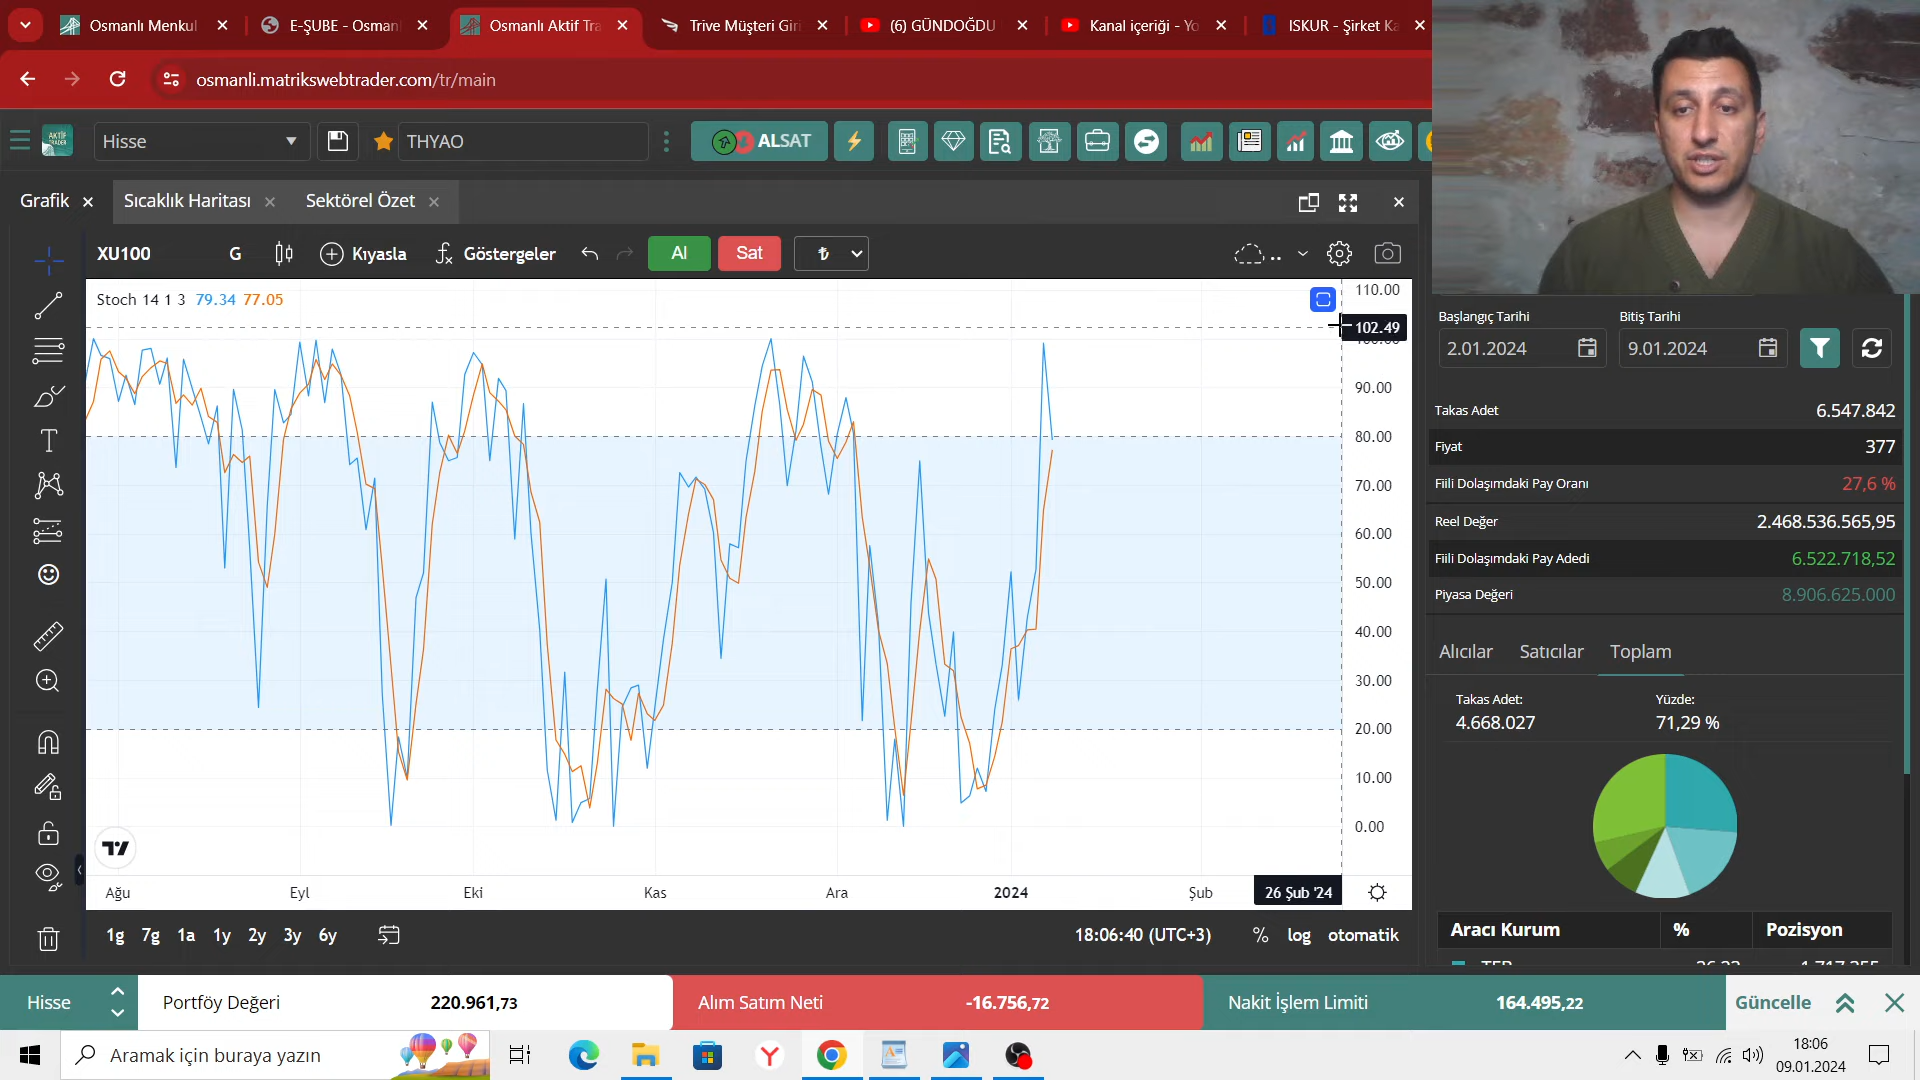 Osmanlı Menkul
E-ŞUBE - Osmanl
Osmanlı Aktif Tra
Trive Müşteri Giri
(6) GÜNDOĞDU
Kanal içeriği - Yo
ISKUR - Şirket Ka
osmanli.matrikswebtrader.com/tr/main
AKTİF
TRADER
Hisse
THYAO
ALSAT
Grafik
Sıcaklık Haritası
Sektörel Özet
XU100
G
Kıyasla
Göstergeler
Al
Sat
₺
Stoch 14 1 3 79.34 77.05
110.00
102.49
100.00
90.00
80.00
70.00
60.00
50.00
40.00
30.00
20.00
10.00
0.00
Ağu
Eyl
Eki
Kas
Ara
2024
Şub
26 Şub '24
1g
7g
1a
1y
2y
3y
6y
18:06:40 (UTC+3)
%
log
otomatik
Başlangıç Tarihi
Bitiş Tarihi
2.01.2024
9.01.2024
Takas Adet
6.547.842
Fiyat
377
Fiili Dolaşımdaki Pay Oranı
27,6 %
Reel Değer
2.468.536.565,95
Fiili Dolaşımdaki Pay Adedi
6.522.718,52
Piyasa Değeri
8.906.625.000
Alıcılar
Satıcılar
Toplam
Takas Adet:
Yüzde:
4.668.027
71,29 %
Aracı Kurum
%
Pozisyon
Hisse
Portföy Değeri
220.961,73
Alım Satım Neti
-16.756,72
Nakit İşlem Limiti
164.495,22
Güncelle
Aramak için buraya yazın
18:06
09.01.2024